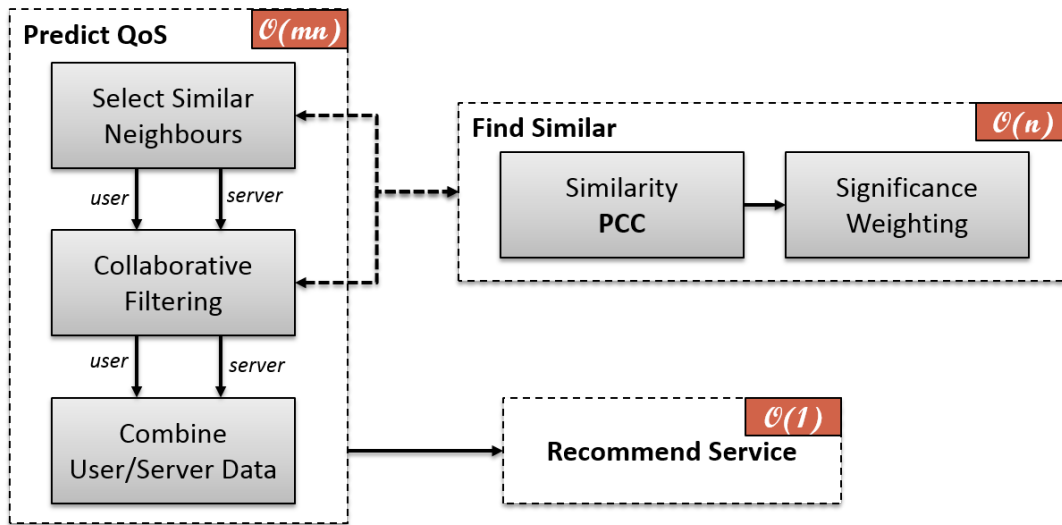 Predict QoS
O(mn)
Select Similar
Neighbours
user
server
Collaborative
Filtering
user
server
Combine
User/Server Data
Find Similar
O(n)
Similarity
PCC
Significance
Weighting
O(1)
Recommend Service